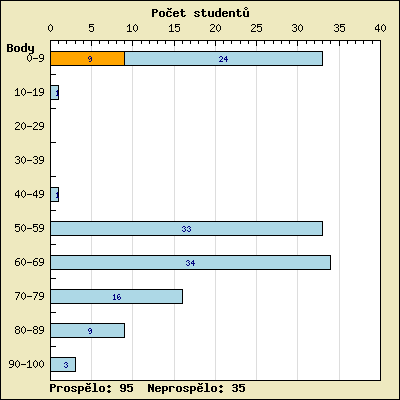 Počet studentů
0 5 10 15 20 25 30 35 40
Body
0-9 9 24
10-19 1
20-29
30-39
40-49 1
50-59 33
60-69 34
70-79 16
80-89 9
90-100 3
Prospělo: 95 Neprospělo: 35